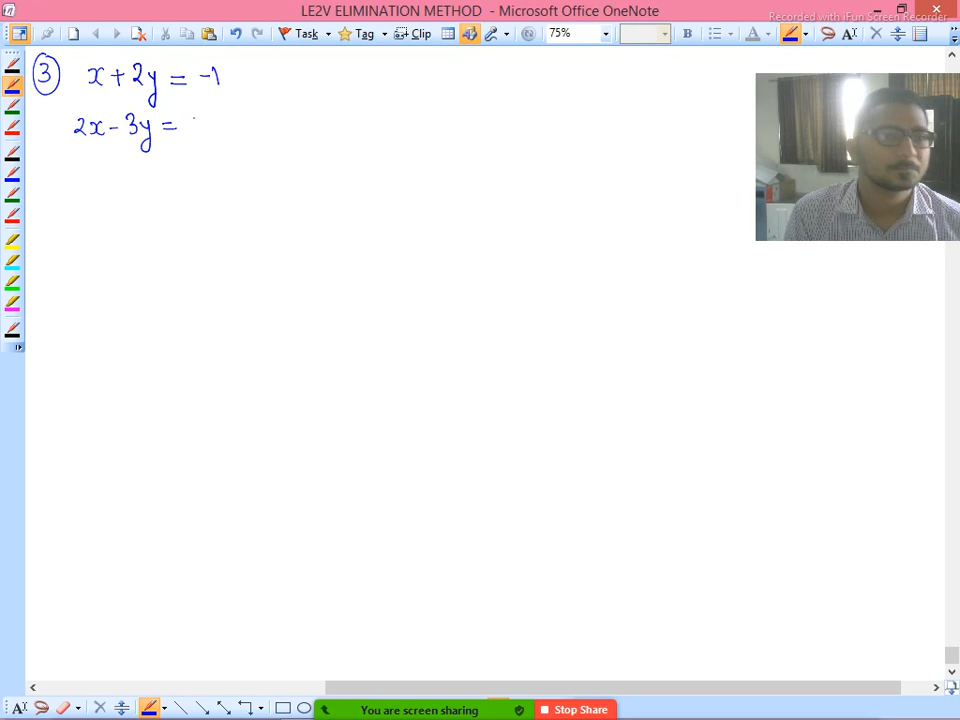 LE2V ELIMINATION METHOD - Microsoft Office OneNote
Recorded with iFun Screen Recorder
Task Tag Clip 75% B A A
③ x + 2y = -1
2x - 3y =
A
You are screen sharing Stop Share